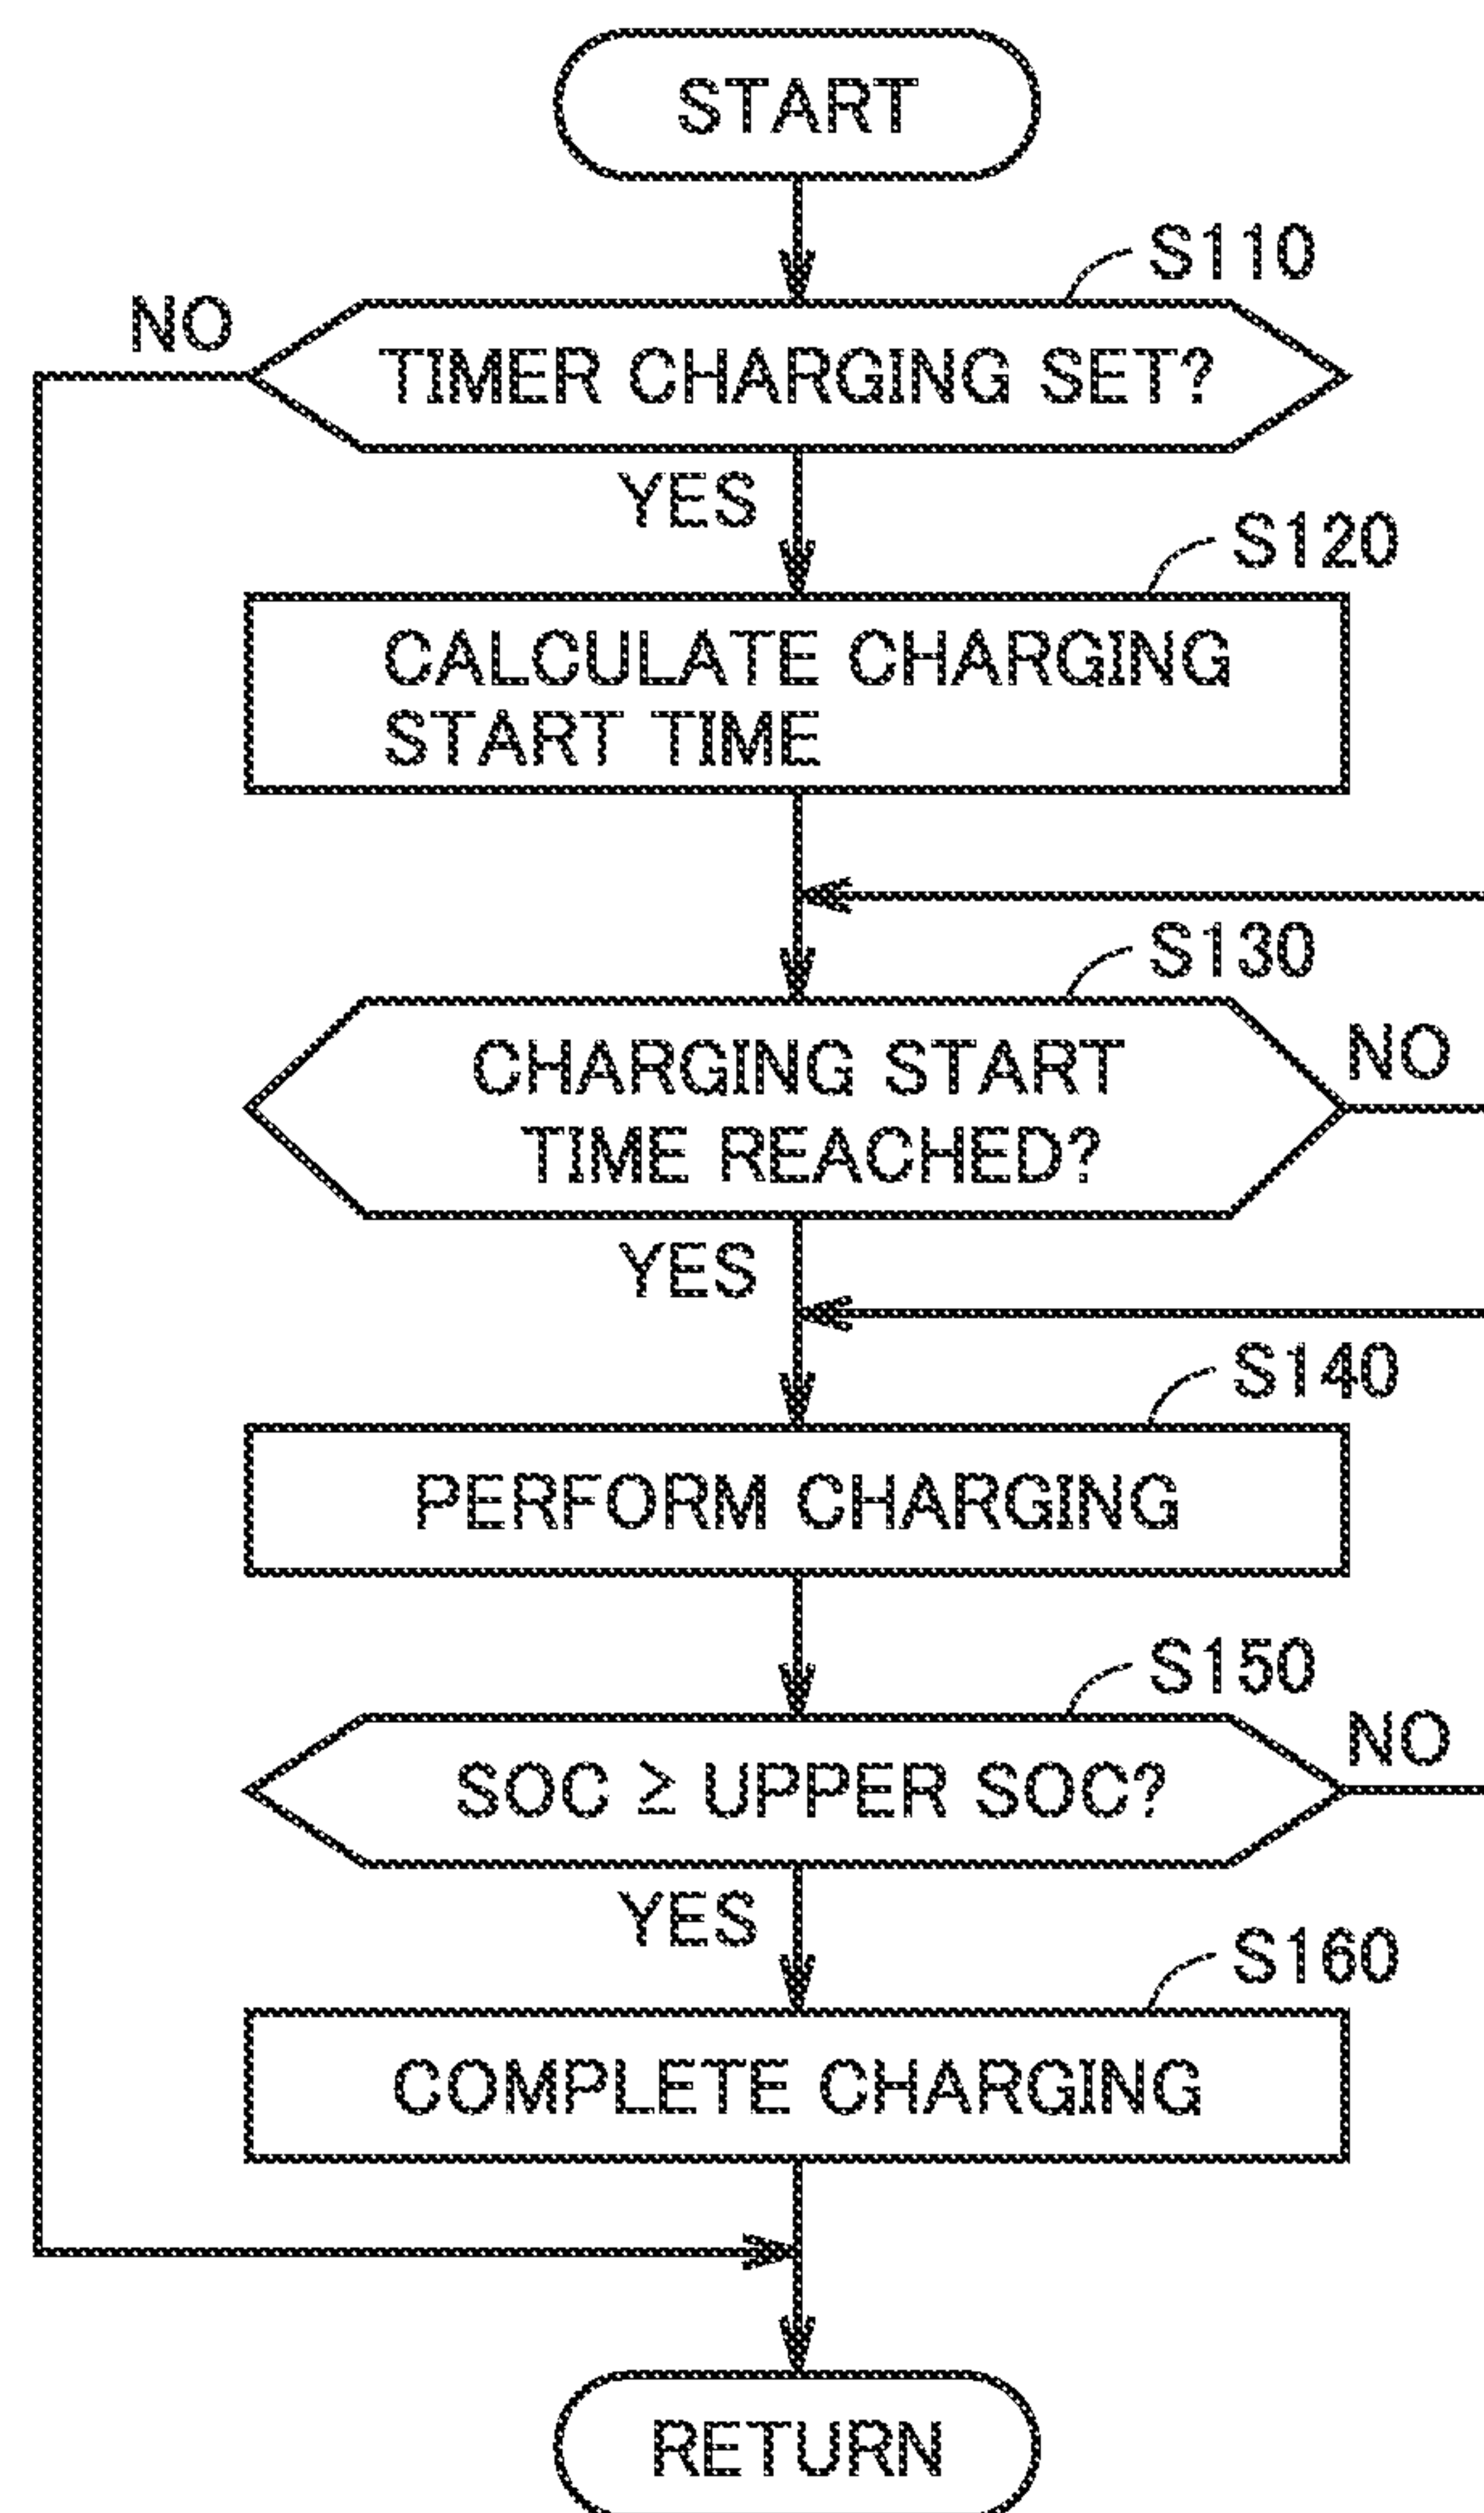 START
S110
NO
TIMER CHARGING SET?
YES
S120
CALCULATE CHARGING
START TIME
S130
CHARGING START
TIME REACHED?
NO
YES
S140
PERFORM CHARGING
S150
SOC ≥ UPPER SOC?
NO
YES
S160
COMPLETE CHARGING
RETURN